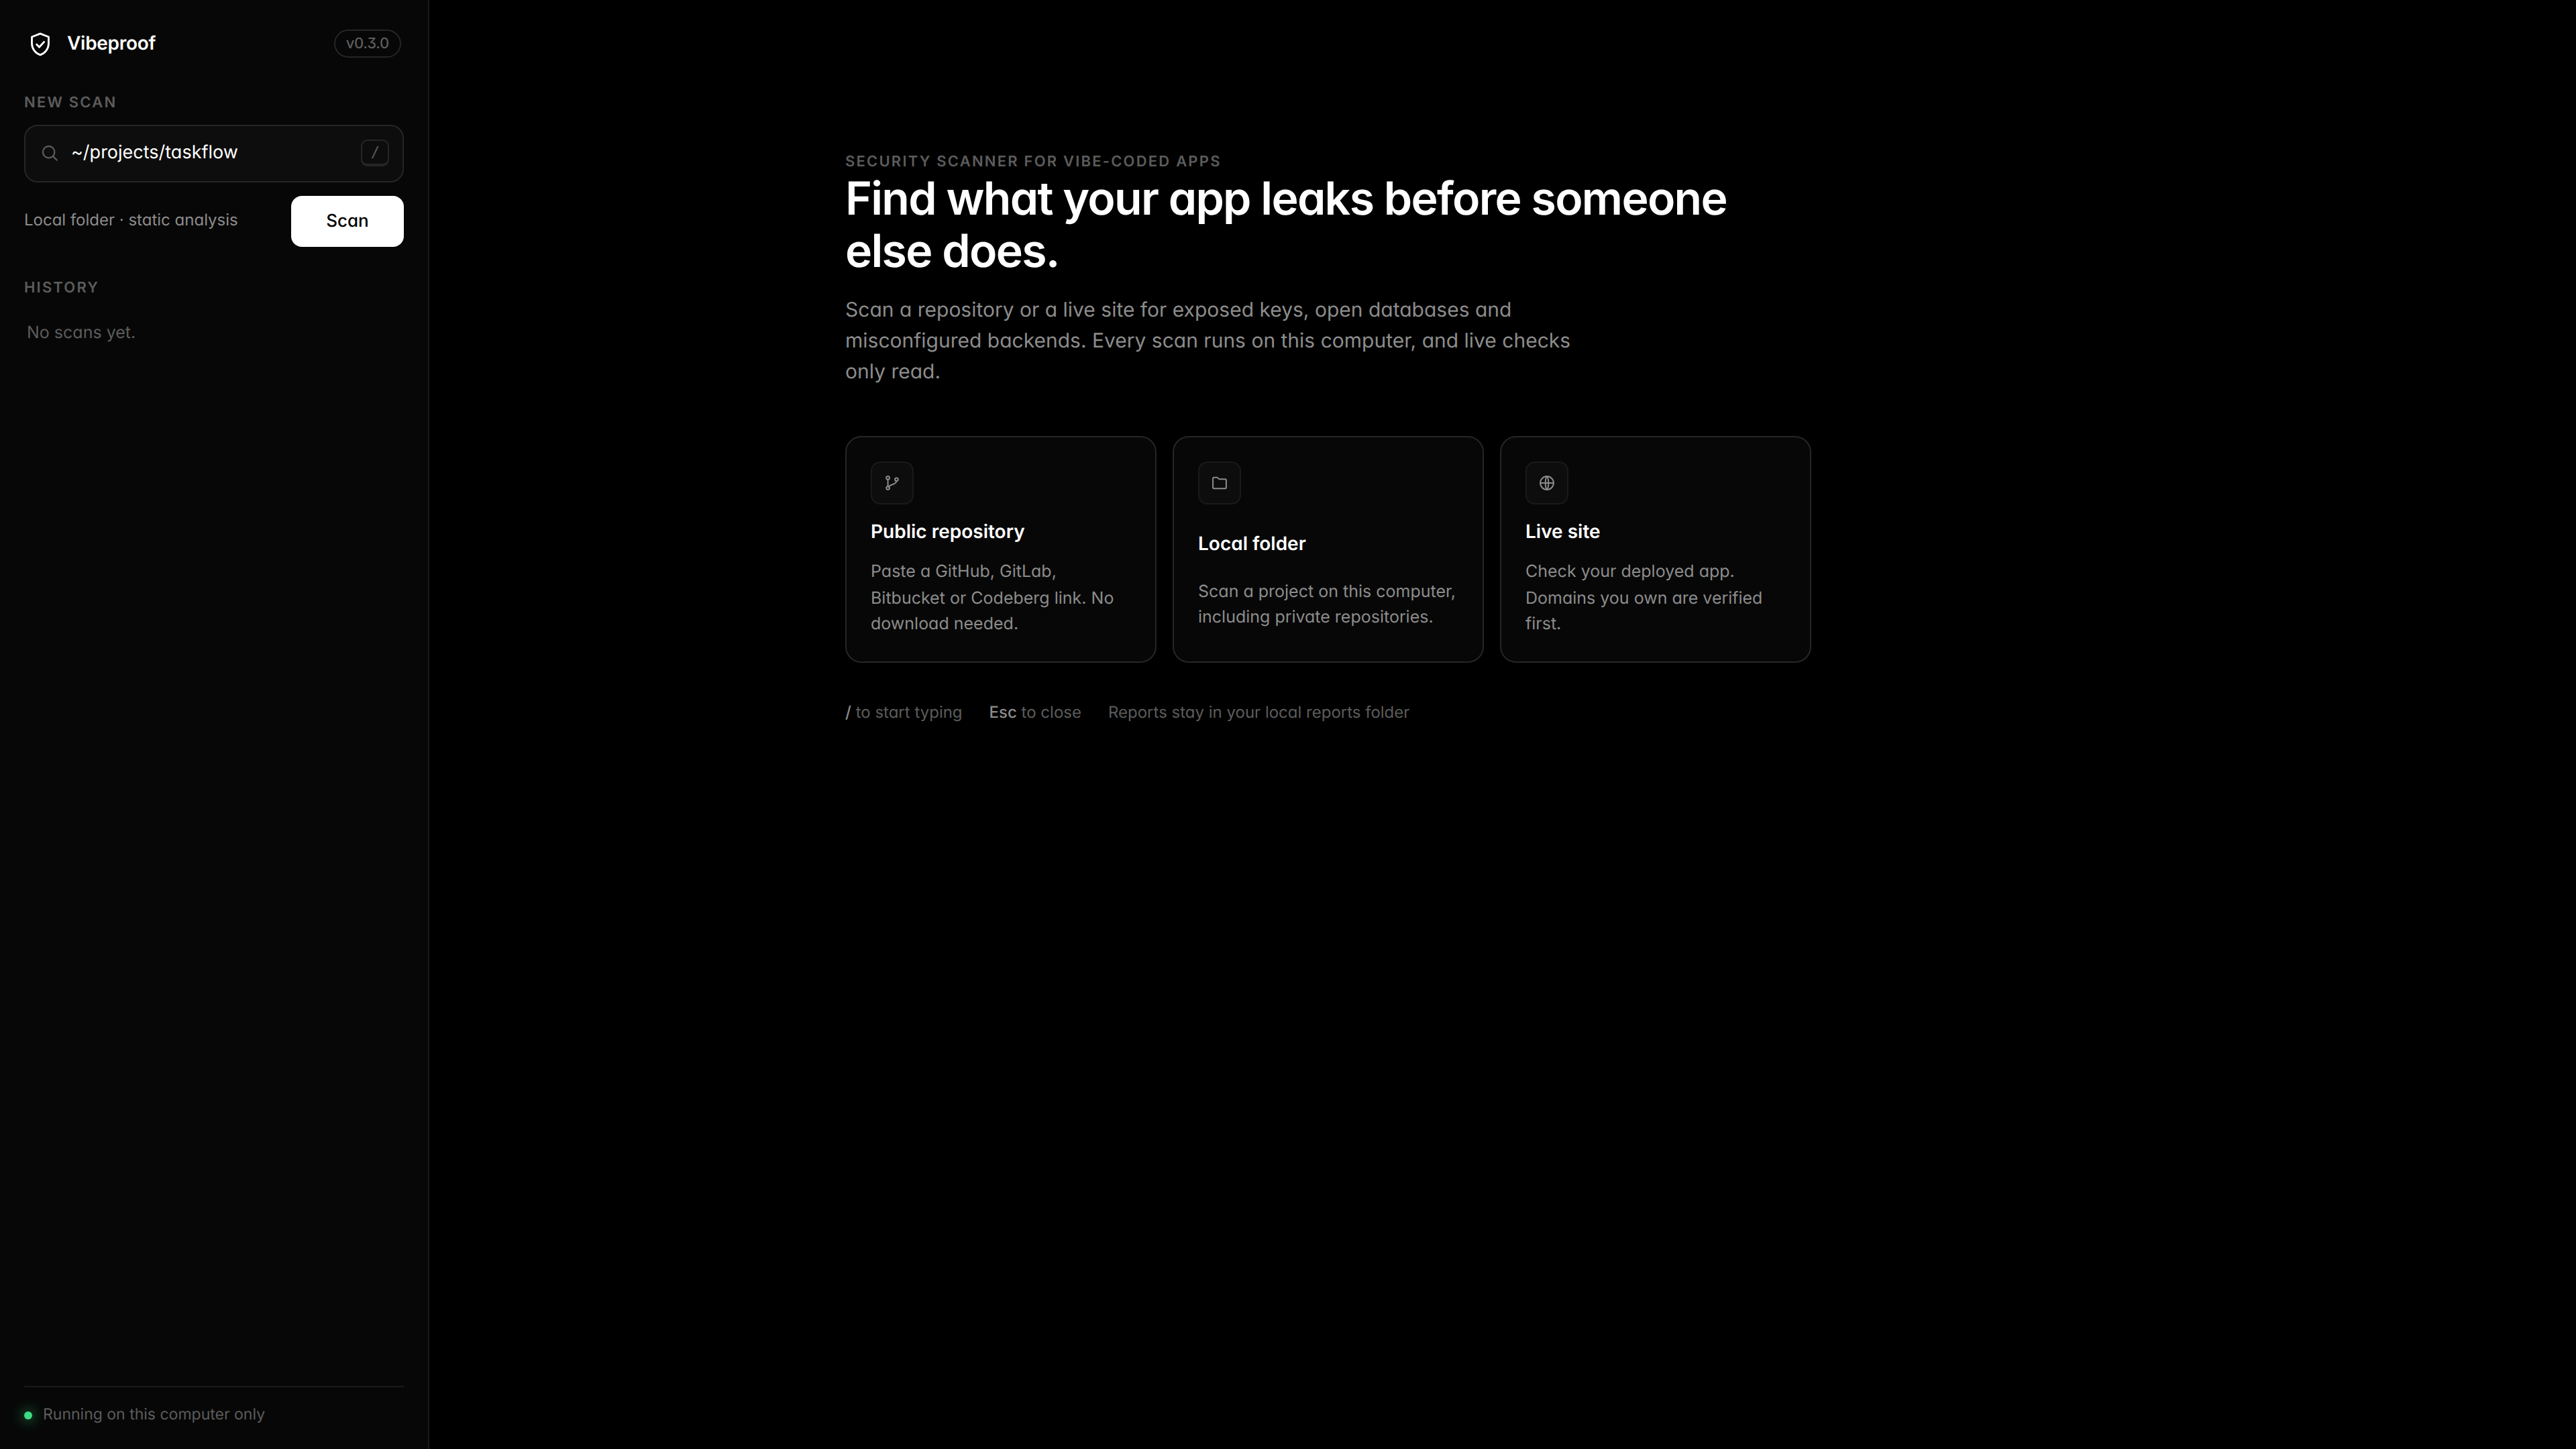 Vibeproof
v0.3.0
NEW SCAN
~/projects/taskflow
/
Local folder · static analysis
Scan
HISTORY
No scans yet.
Running on this computer only
SECURITY SCANNER FOR VIBE-CODED APPS
Find what your app leaks before someone
else does.
Scan a repository or a live site for exposed keys, open databases and
misconfigured backends. Every scan runs on this computer, and live checks
only read.
Public repository
Paste a GitHub, GitLab,
Bitbucket or Codeberg link. No
download needed.
Local folder
Scan a project on this computer,
including private repositories.
Live site
Check your deployed app.
Domains you own are verified
first.
/ to start typing
Esc to close
Reports stay in your local reports folder